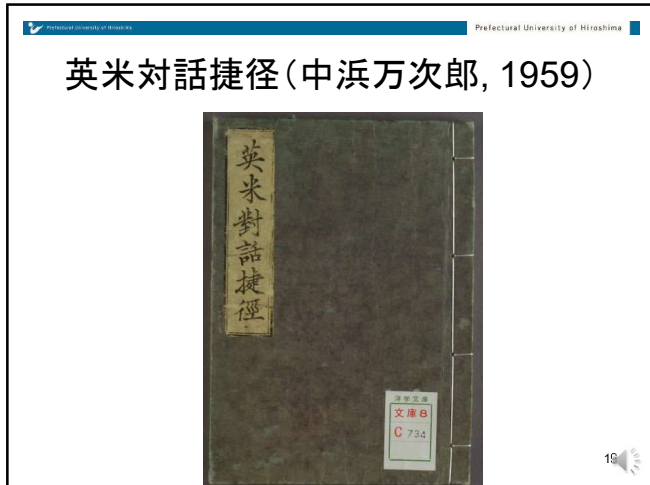 Prefectural University of Hiroshima
Prefectural University of Hiroshima
英米対話捷径（中浜万次郎, 1959）
英米對話捷徑
洋学文庫
文庫8
C 734